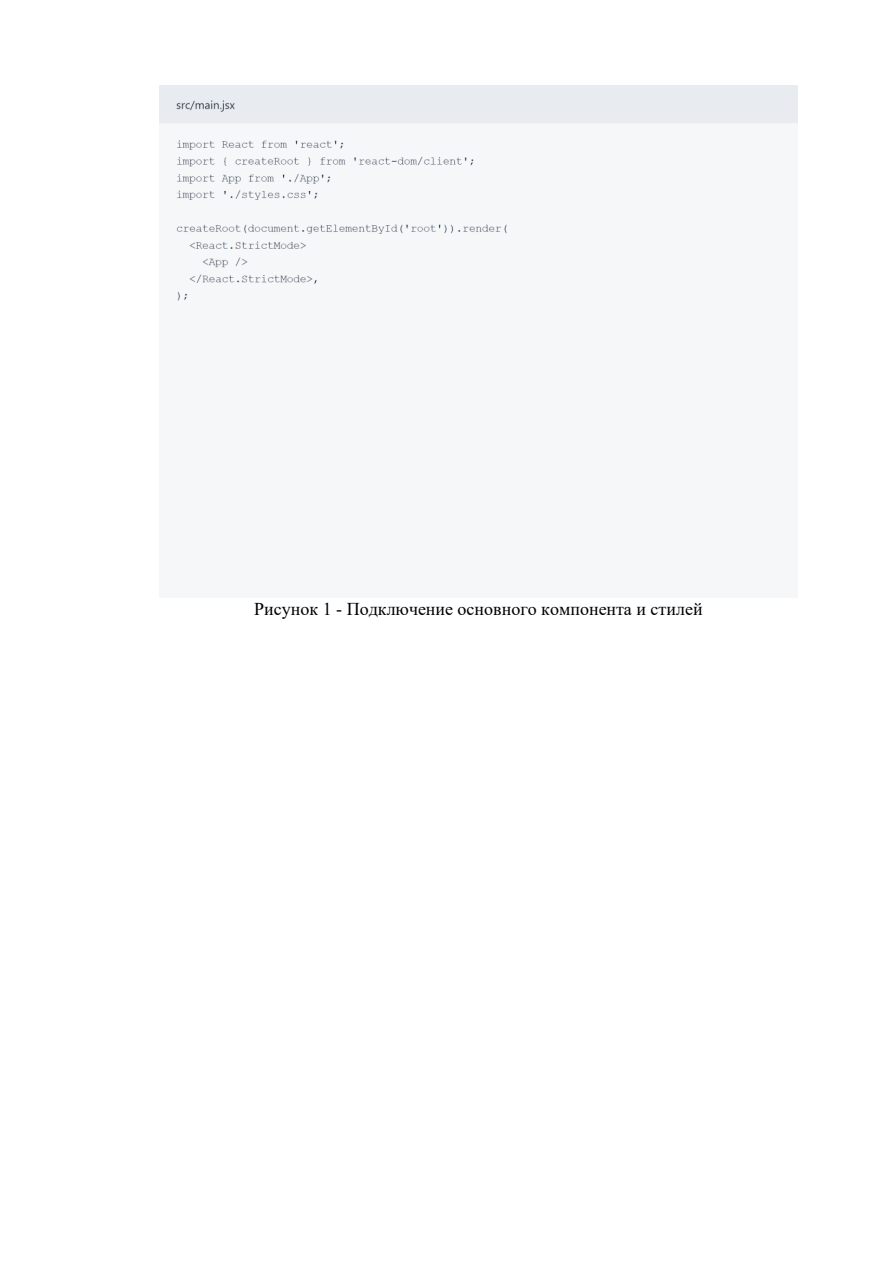 src/main.jsx
import React from 'react';
import { createRoot } from 'react-dom/client';
import App from './App';
import './styles.css';
createRoot(document.getElementById('root')).render(
  <React.StrictMode>
    <App />
  </React.StrictMode>,
);
Рисунок 1 - Подключение основного компонента и стилей